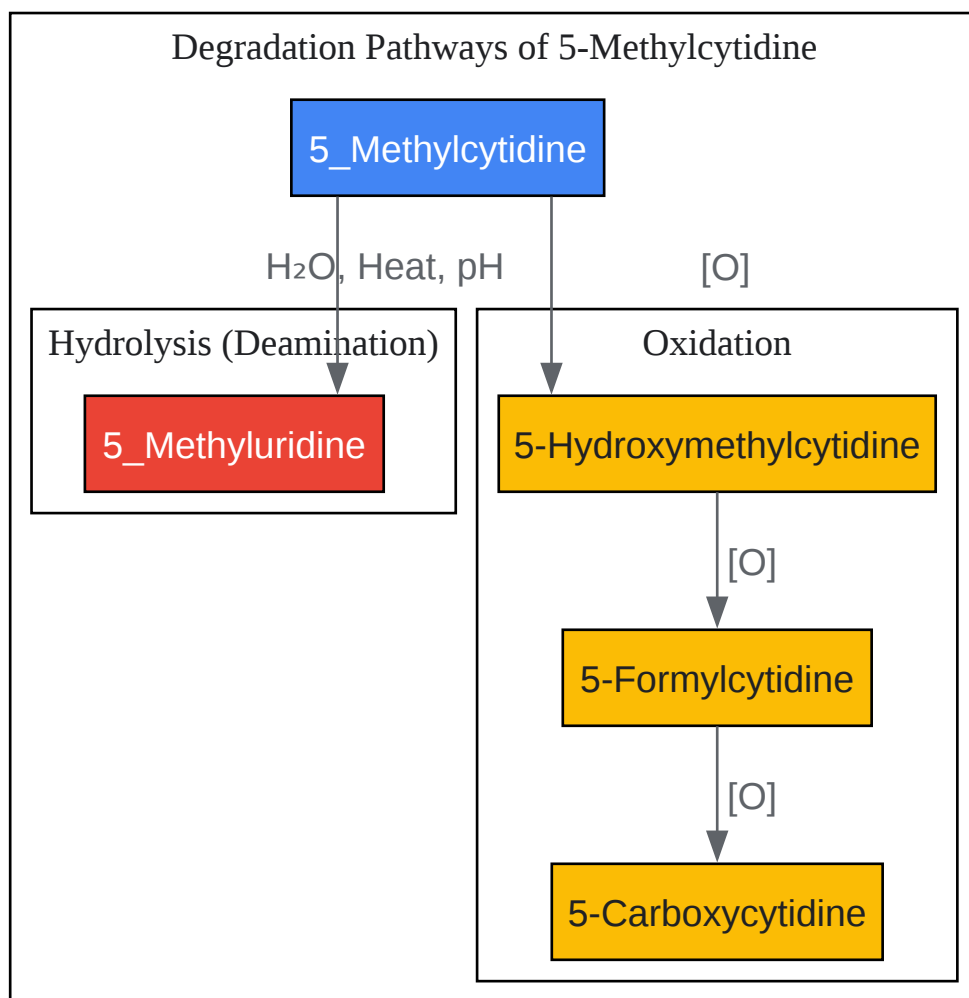 Degradation Pathways of 5-Methylcytidine
5_Methylcytidine
H₂O, Heat, pH
[O]
Hydrolysis (Deamination)
Oxidation
5_Methyluridine
5-Hydroxymethylcytidine
[O]
5-Formylcytidine
[O]
5-Carboxycytidine